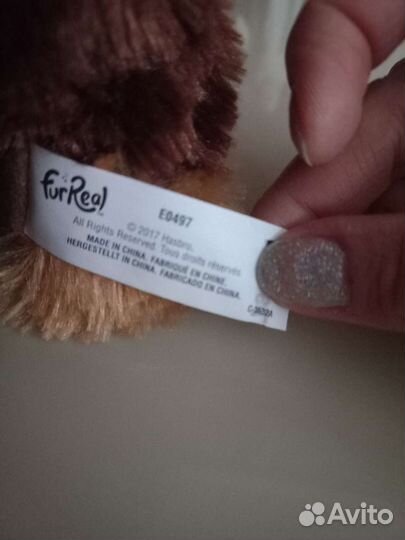 furReal
E0497
© 2017 Hasbro.
All Rights Reserved. Tous droits réservés
MADE IN CHINA. FABRIQUÉ EN CHINE.
HERGESTELLT IN CHINA. FABRICADO EN CHINA.
Avito